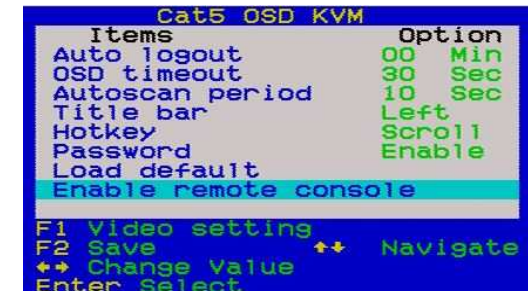 Cat5 OSD KVM
Items Option
Auto logout 00 Min
OSD timeout 30 Sec
Autoscan period 10 Sec
Title bar Left
Hotkey Scroll
Password Enable
Load default
Enable remote console
F1 Video setting
F2 Save ↑↓ Navigate
←→ Change Value
Enter Select